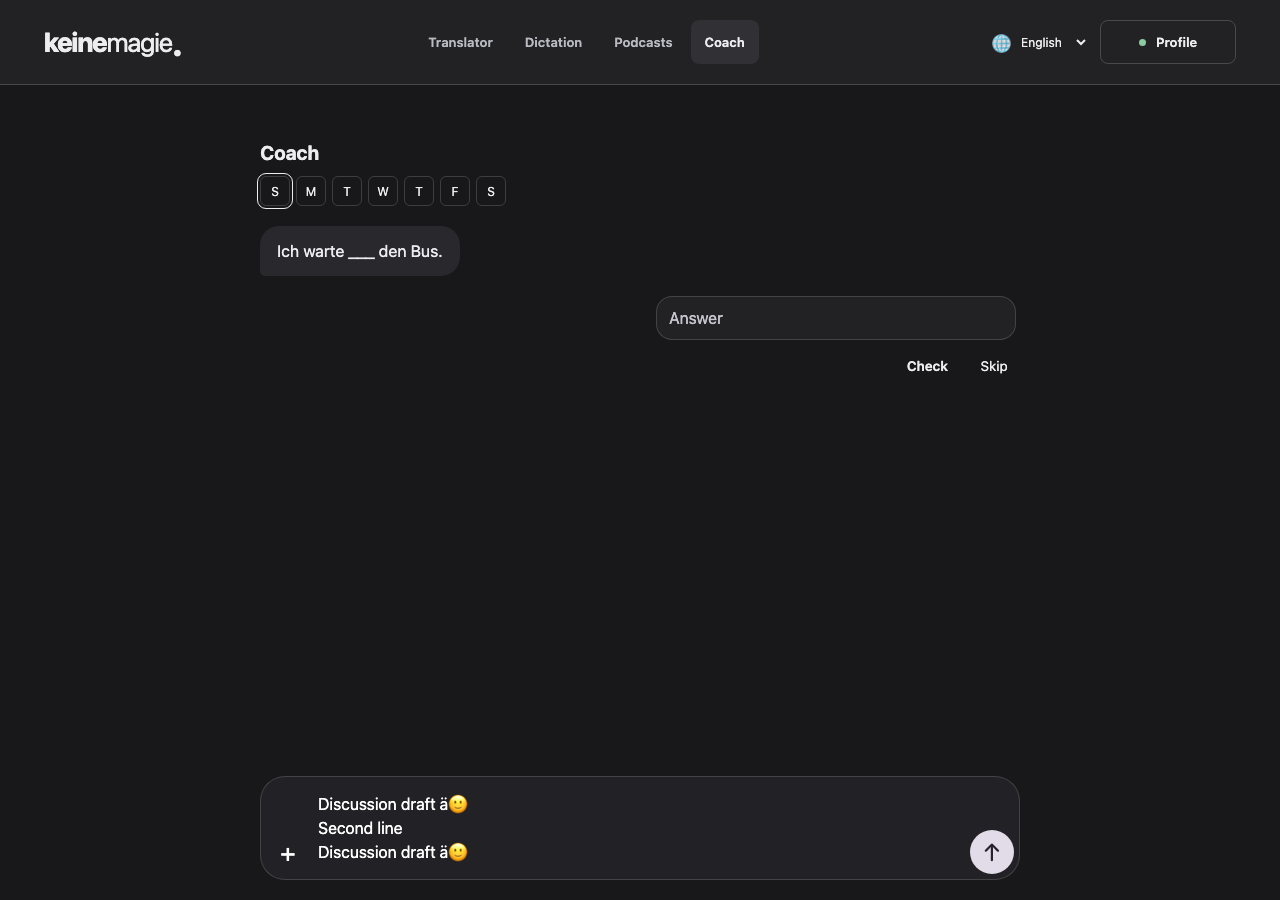 keinemagie.
Translator Dictation Podcasts Coach
English
Profile
Coach
S M T W T F S
Ich warte ___ den Bus.
Answer
Check Skip
Discussion draft ä🙂
Second line
Discussion draft ä🙂